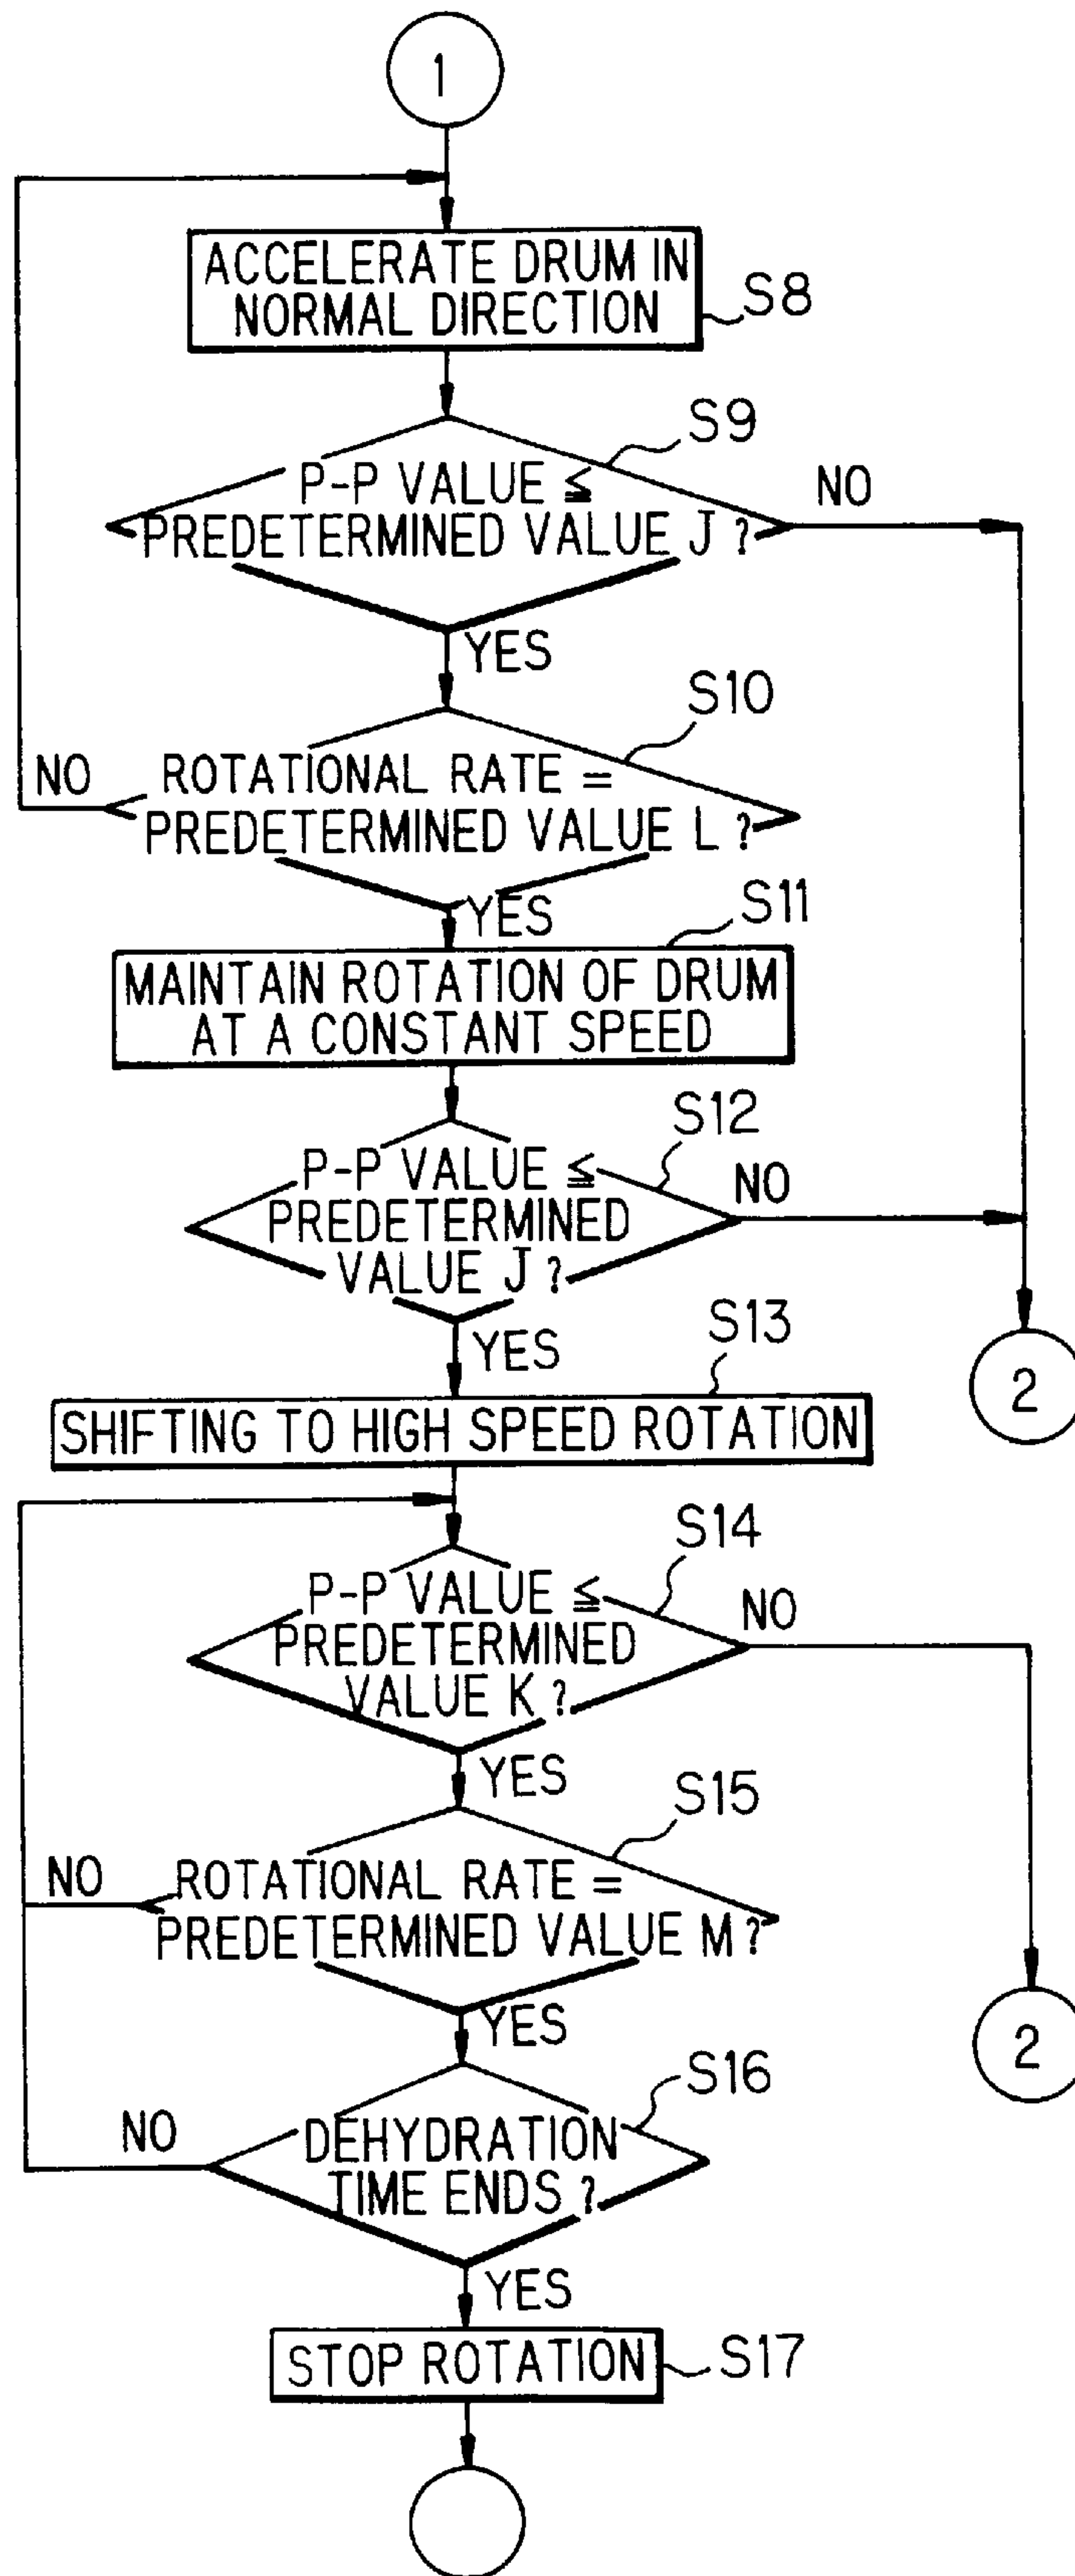 1
ACCELERATE DRUM IN
NORMAL DIRECTION
S8
S9
P-P VALUE ≦
PREDETERMINED VALUE J ?
NO
YES
S10
NO
ROTATIONAL RATE =
PREDETERMINED VALUE L ?
YES
S11
MAINTAIN ROTATION OF DRUM
AT A CONSTANT SPEED
S12
P-P VALUE ≦
PREDETERMINED
VALUE J ?
NO
YES
S13
2
SHIFTING TO HIGH SPEED ROTATION
S14
P-P VALUE ≦
PREDETERMINED
VALUE K ?
NO
YES
S15
NO
ROTATIONAL RATE =
PREDETERMINED VALUE M ?
YES
2
S16
NO
DEHYDRATION
TIME ENDS ?
YES
STOP ROTATION
S17